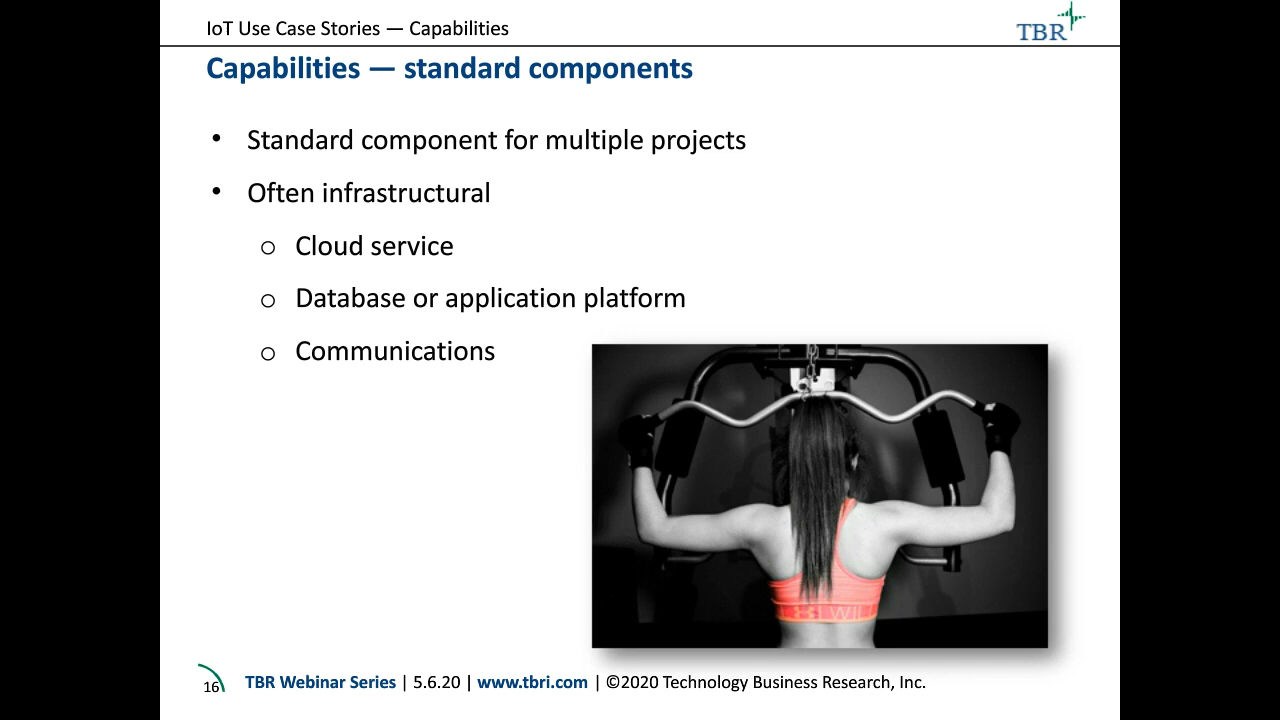 IoT Use Case Stories — Capabilities
TBR
Capabilities — standard components
• Standard component for multiple projects
• Often infrastructural
o Cloud service
o Database or application platform
o Communications
I WILL
16 TBR Webinar Series | 5.6.20 | www.tbri.com | ©2020 Technology Business Research, Inc.